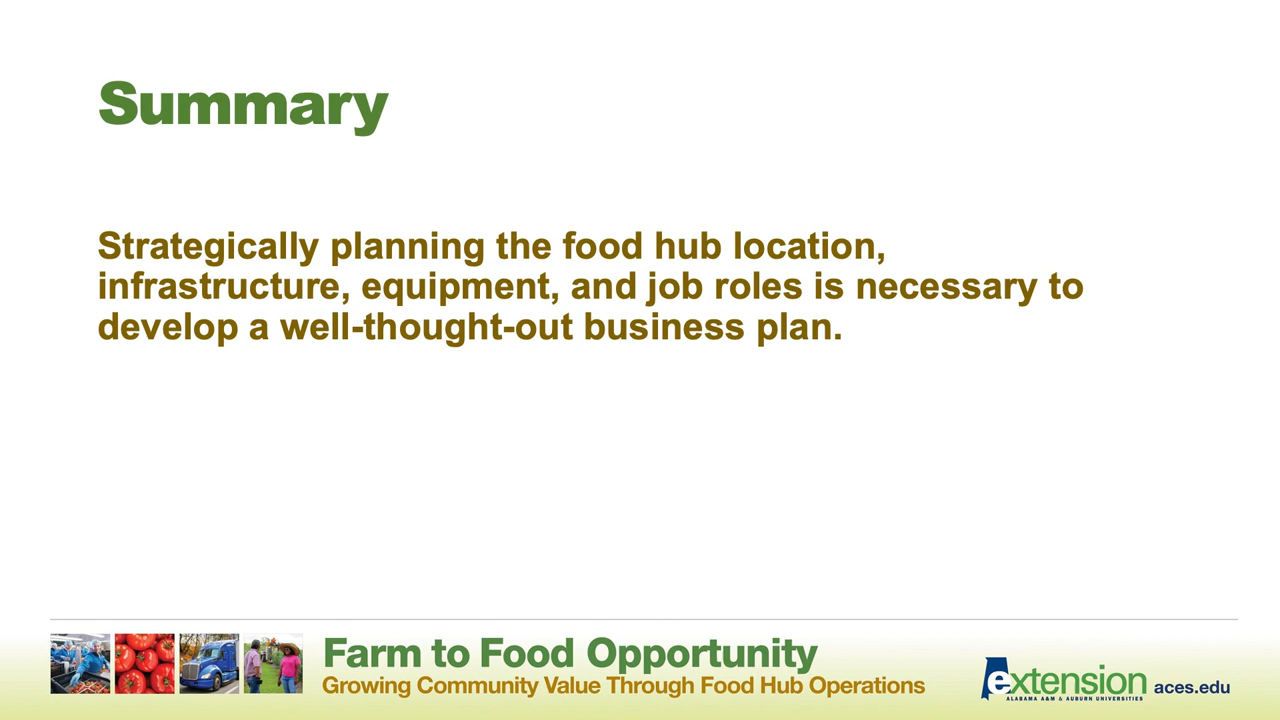 Summary
Strategically planning the food hub location,
infrastructure, equipment, and job roles is necessary to
develop a well-thought-out business plan.
Farm to Food Opportunity
Growing Community Value Through Food Hub Operations
extension
ALABAMA A&M & AUBURN UNIVERSITIES
aces.edu